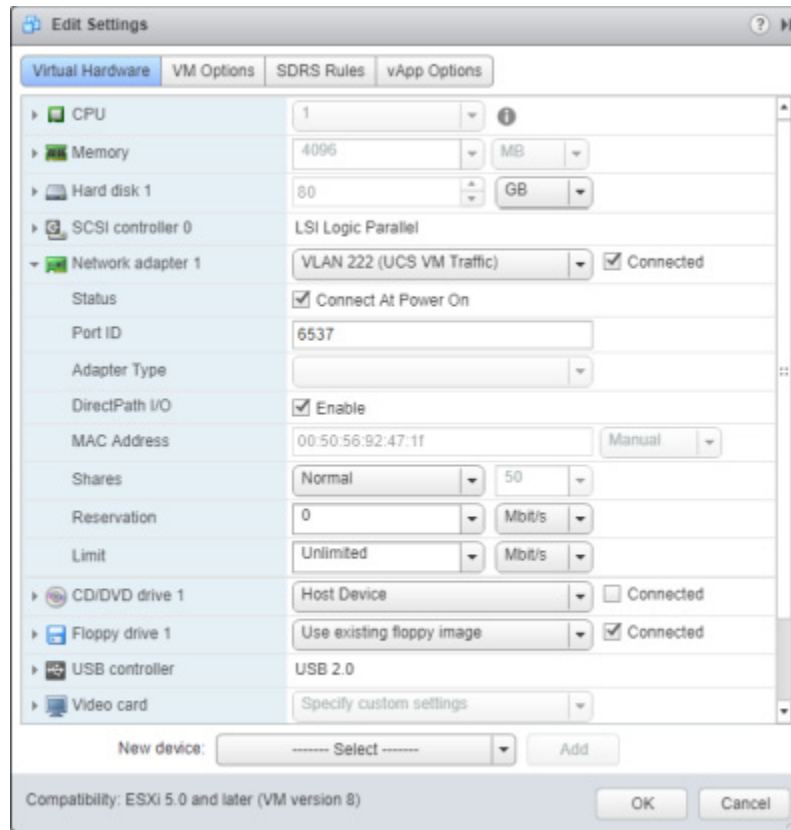 Edit Settings
Virtual Hardware VM Options SDRS Rules vApp Options
CPU 1
Memory 4096 MB
Hard disk 1 80 GB
SCSI controller 0 LSI Logic Parallel
Network adapter 1 VLAN 222 (UCS VM Traffic) Connected
Status Connect At Power On
Port ID 6537
Adapter Type
DirectPath I/O Enable
MAC Address 00:50:56:92:47:1f Manual
Shares Normal 50
Reservation 0 Mbit/s
Limit Unlimited Mbit/s
CD/DVD drive 1 Host Device Connected
Floppy drive 1 Use existing floppy image Connected
USB controller USB 2.0
Video card Specify custom settings
New device: ------- Select ------- Add
Compatibility: ESXi 5.0 and later (VM version 8) OK Cancel